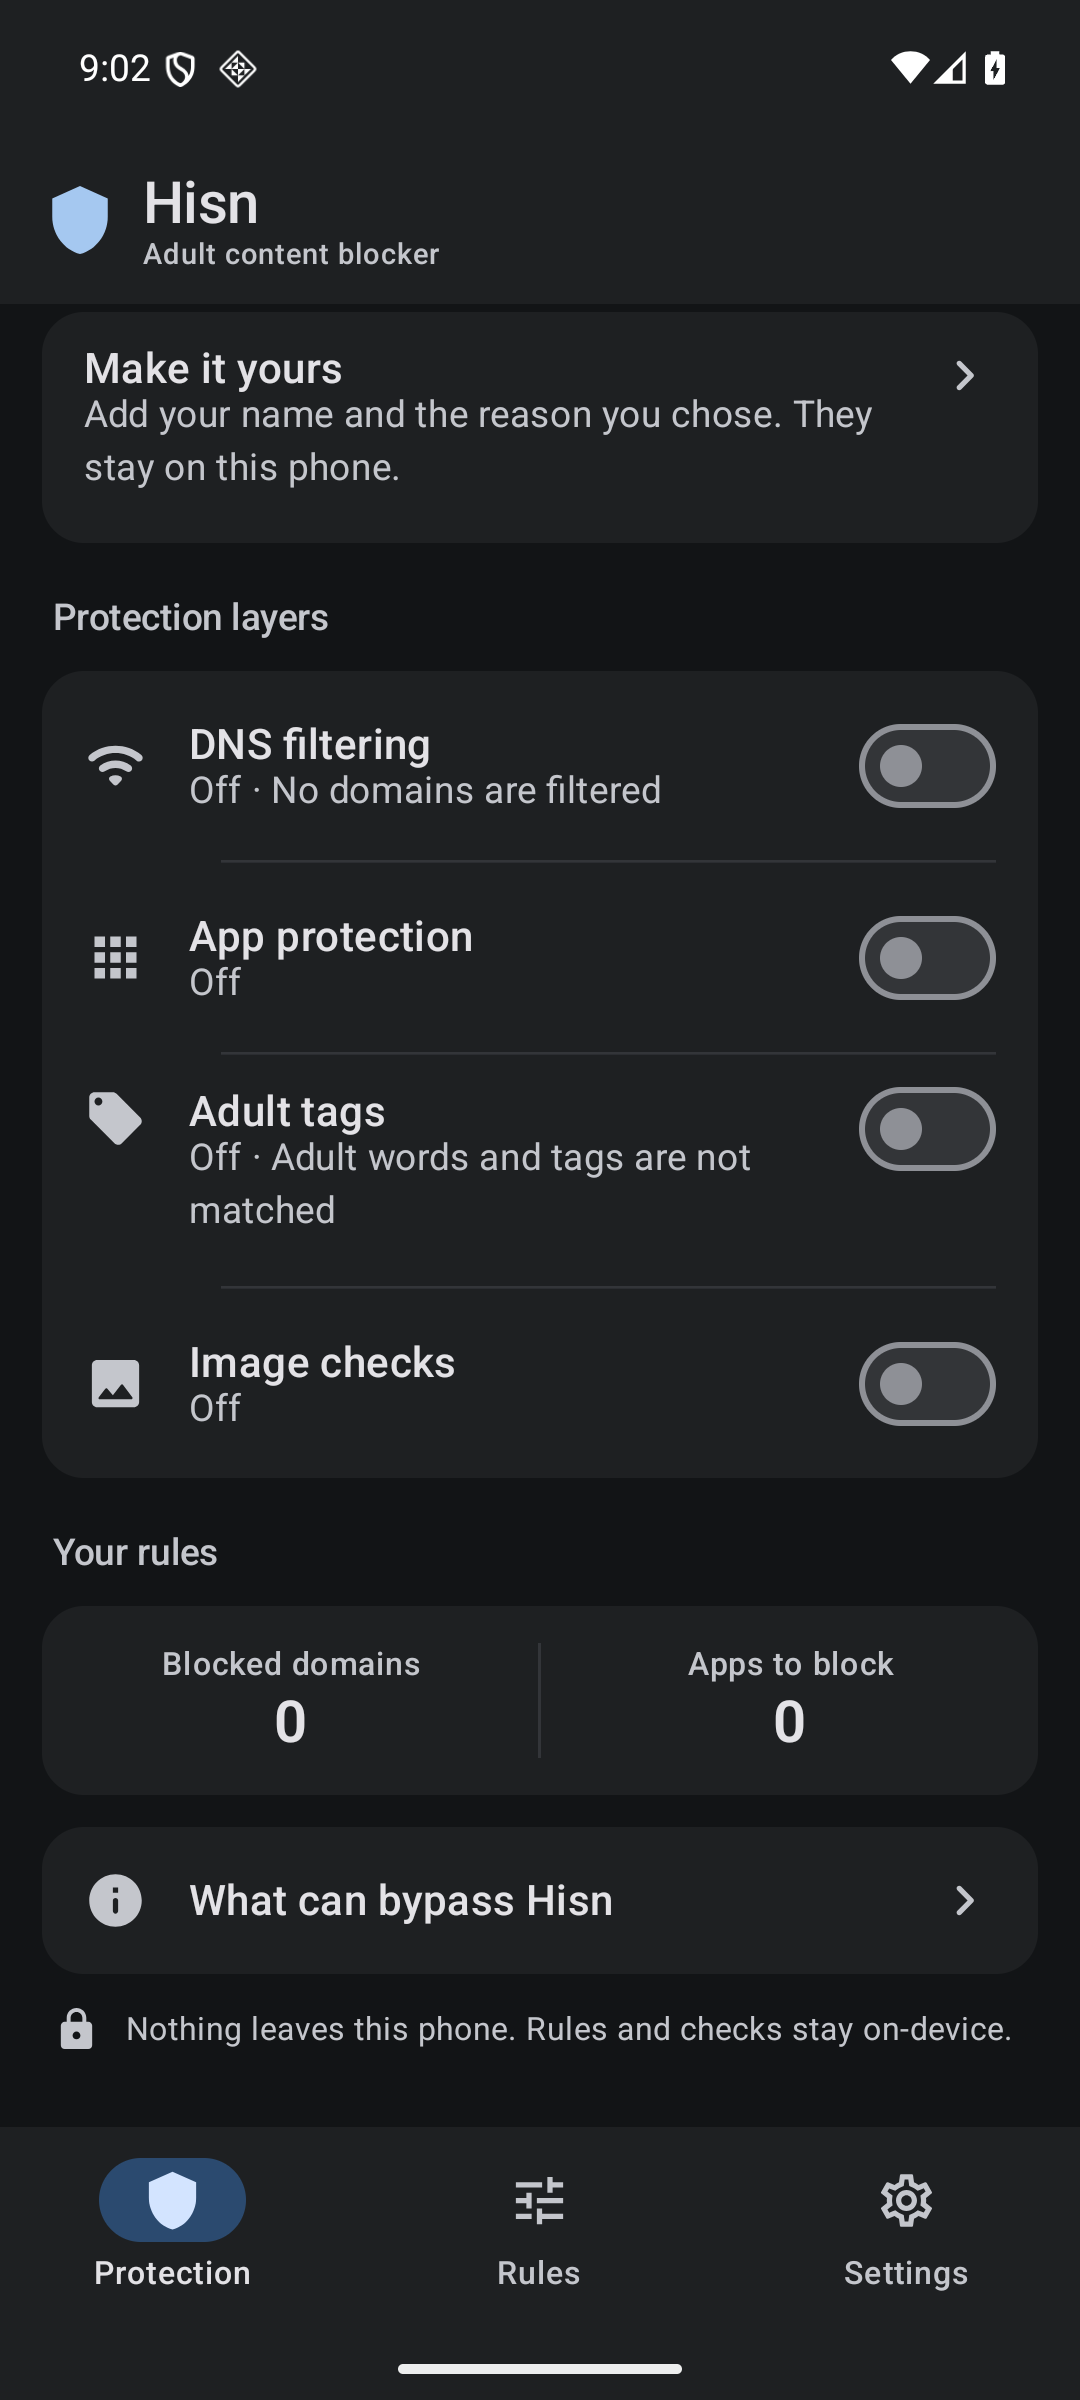 9:02
Hisn
Adult content blocker
Make it yours
Add your name and the reason you chose. They
stay on this phone.
Protection layers
DNS filtering
Off · No domains are filtered
App protection
Off
Adult tags
Off · Adult words and tags are not
matched
Image checks
Off
Your rules
Blocked domains
0
Apps to block
0
What can bypass Hisn
Nothing leaves this phone. Rules and checks stay on-device.
Protection
Rules
Settings